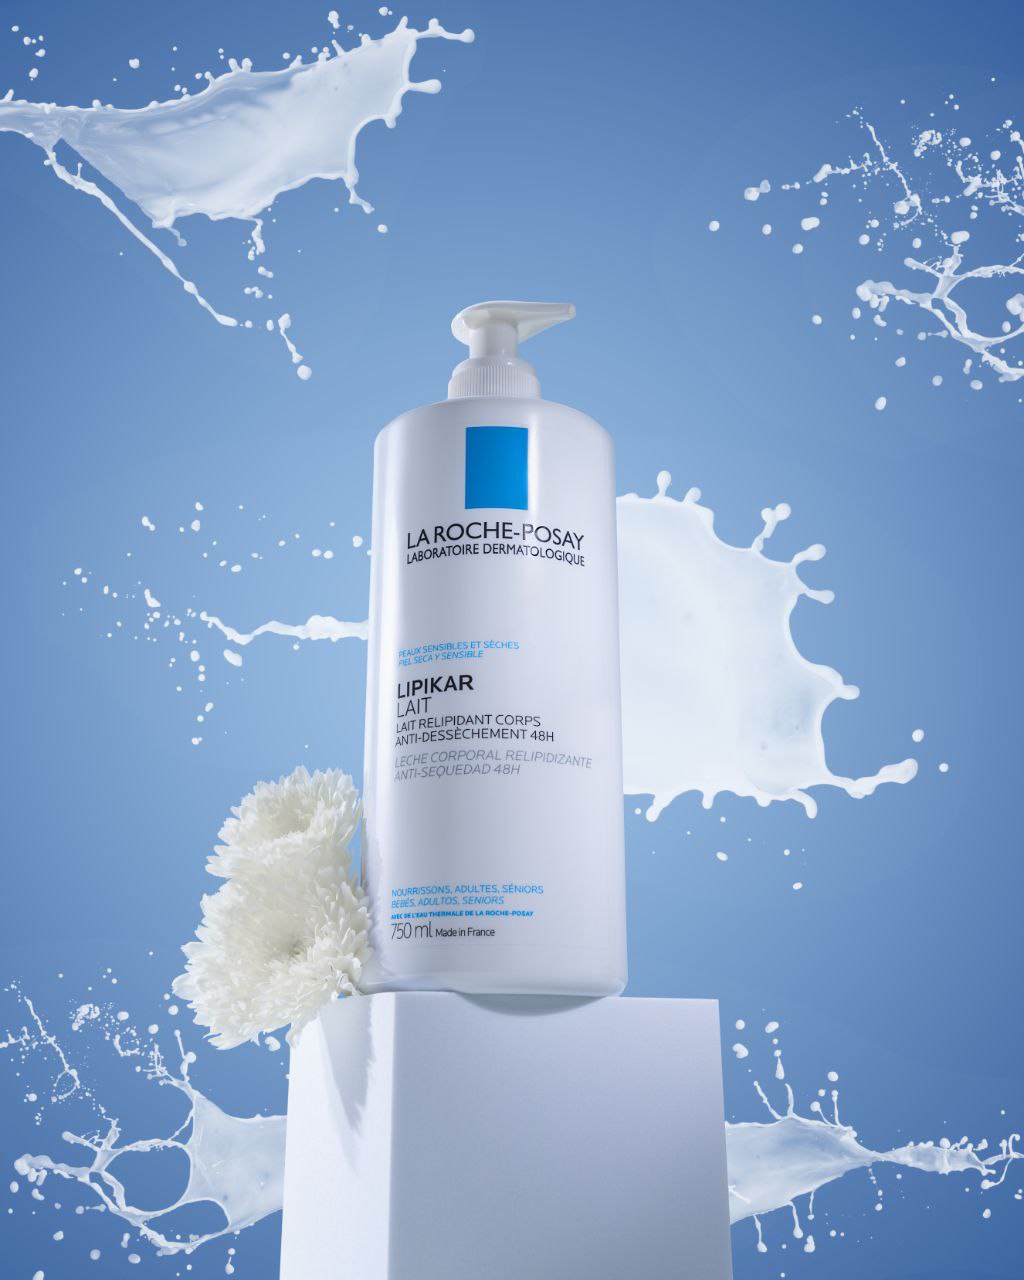 LA ROCHE-POSAY
LABORATOIRE DERMATOLOGIQUE
PEAUX SENSIBLES ET SÈCHES
PIEL SECA Y SENSIBLE
LIPIKAR
LAIT
LAIT RELIPIDANT CORPS
ANTI-DESSÈCHEMENT 48H
LECHE CORPORAL RELIPIDIZANTE
ANTI-SEQUEDAD 48H
NOURRISSONS, ADULTES, SÉNIORS
BEBÉS, ADULTOS, SENIORS
AVEC DE L'EAU THERMALE DE LA ROCHE-POSAY
750 ml Made in France